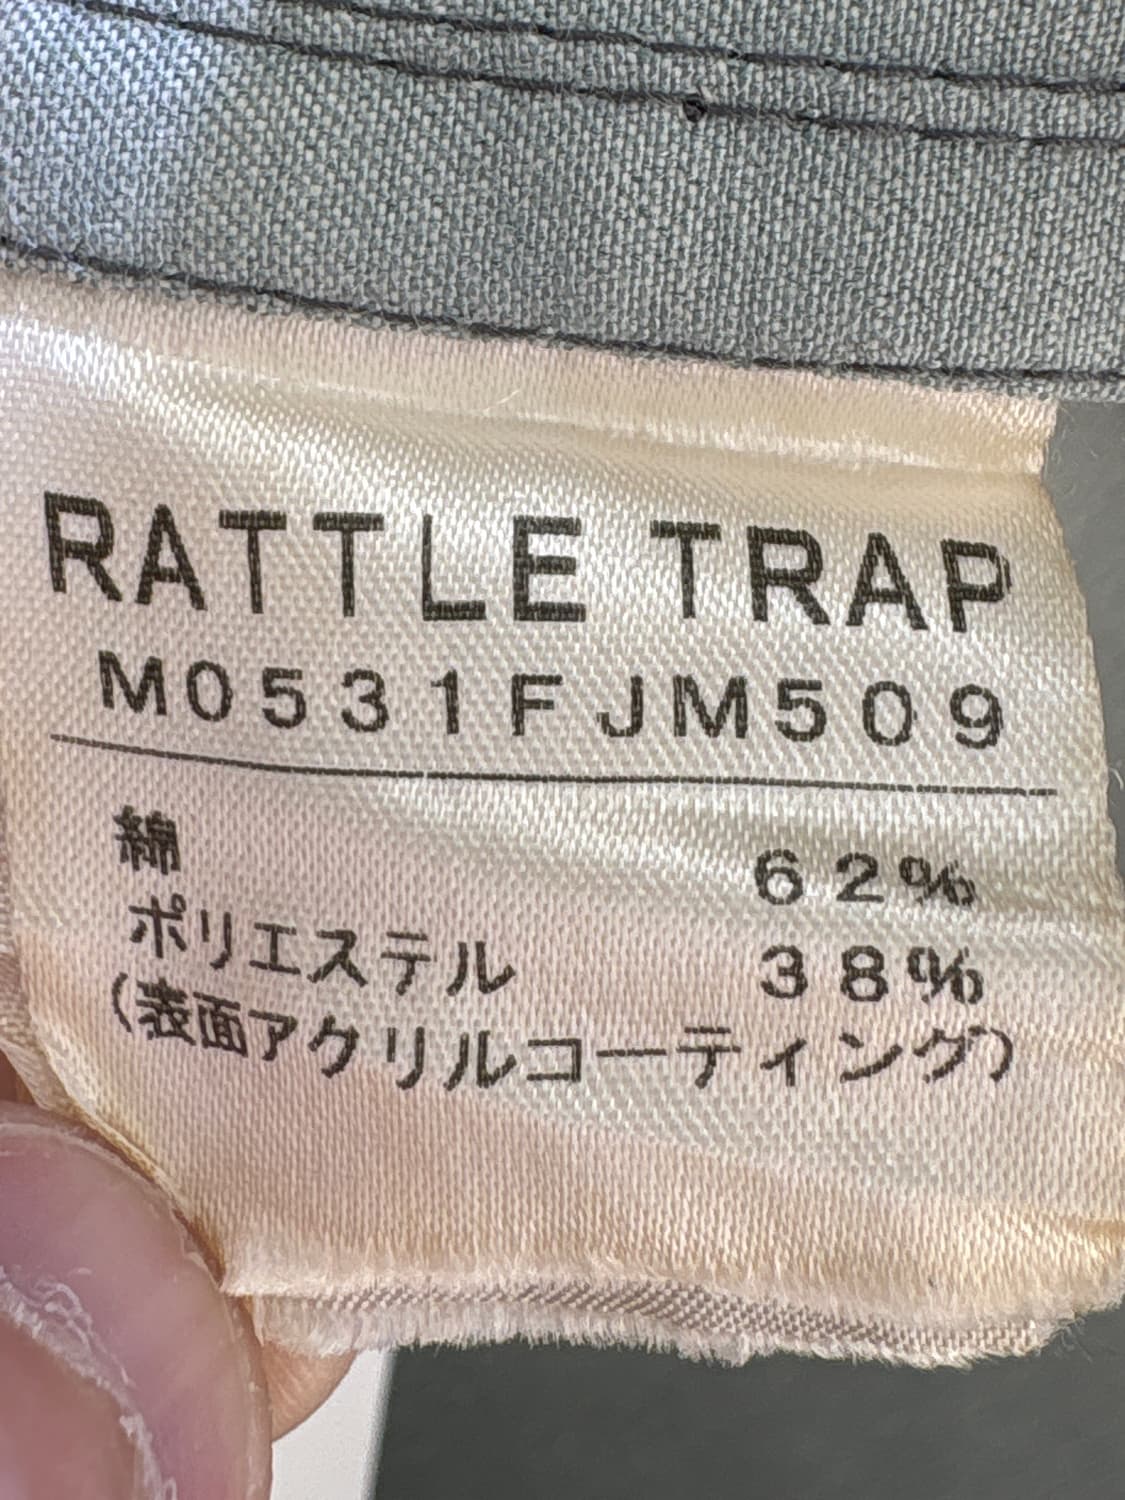 RATTLE TRAP
M0531FJM509
綿 62%
ポリエステル 38%
(表面アクリルコーティング)